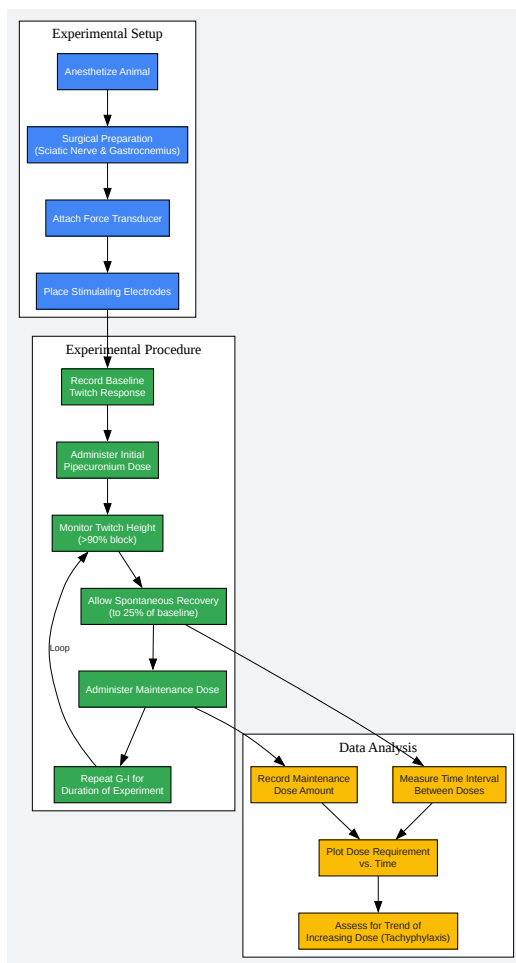 Experimental Setup
Anesthetize Animal
Surgical Preparation
(Sciatic Nerve & Gastrocnemius)
Attach Force Transducer
Place Stimulating Electrodes
Experimental Procedure
Record Baseline
Twitch Response
Administer Initial
Pipecuronium Dose
Monitor Twitch Height
(>90% block)
Allow Spontaneous Recovery
(to 25% of baseline)
Loop
Administer Maintenance Dose
Repeat G-I for
Duration of Experiment
Data Analysis
Record Maintenance
Dose Amount
Measure Time Interval
Between Doses
Plot Dose Requirement
vs. Time
Assess for Trend of
Increasing Dose (Tachyphylaxis)